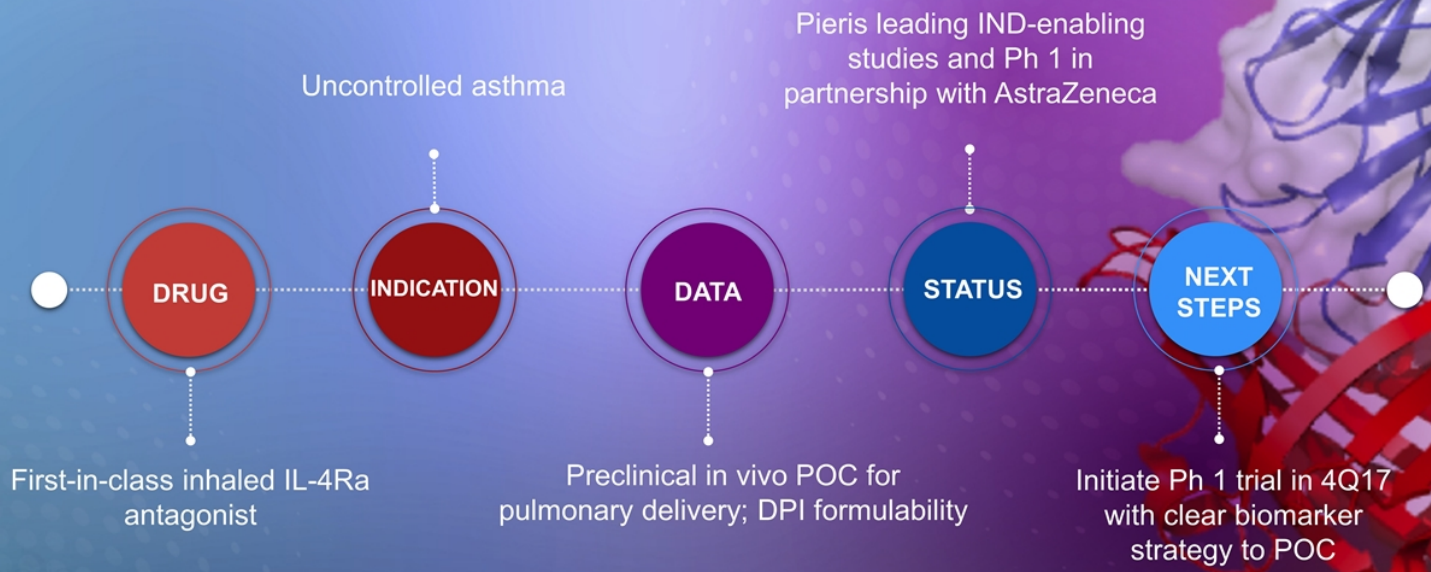 Pieris leading IND-enabling
studies and Ph 1 in
partnership with AstraZeneca
Uncontrolled asthma
DRUG
INDICATION
DATA
STATUS
NEXT
STEPS
First-in-class inhaled IL-4Ra
antagonist
Preclinical in vivo POC for
pulmonary delivery; DPI formulability
Initiate Ph 1 trial in 4Q17
with clear biomarker
strategy to POC